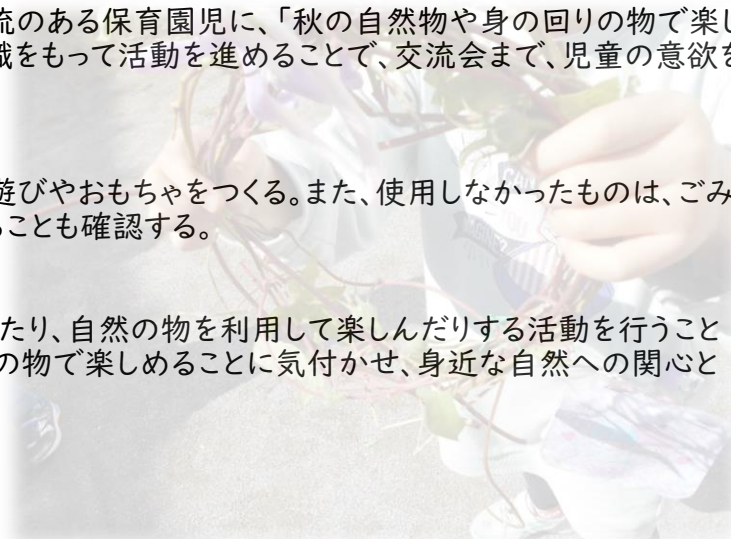 流のある保育園児に、「秋の自然物や身の回りの物で楽し
識をもって活動を進めることで、交流会まで、児童の意欲を
遊びやおもちゃをつくる。また、使用しなかったものは、ごみ
ることも確認する。
たり、自然の物を利用して楽しんだりする活動を行うこと
の物で楽しめることに気付かせ、身近な自然への関心と